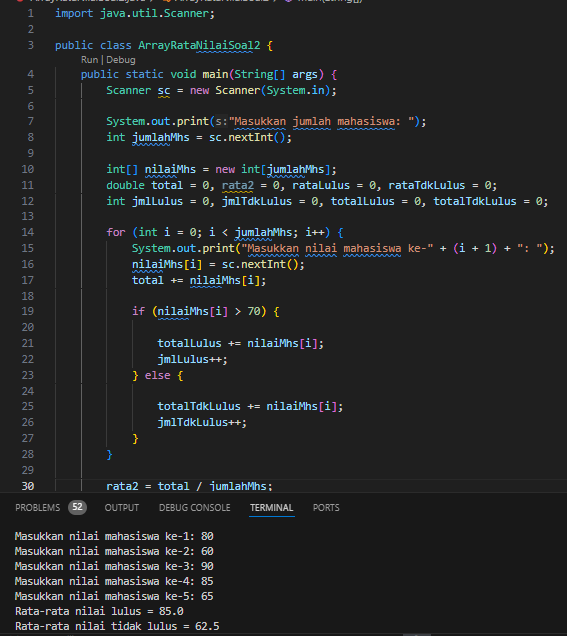 1 import java.util.Scanner;
2
3 public class ArrayRataNilaiSoal2 {
Run | Debug
4 public static void main(String[] args) {
5 Scanner sc = new Scanner(System.in);
6
7 System.out.print(s:"Masukkan jumlah mahasiswa: ");
8 int jumlahMhs = sc.nextInt();
9
10 int[] nilaiMhs = new int[jumlahMhs];
11 double total = 0, rata2 = 0, rataLulus = 0, rataTdkLulus = 0;
12 int jmlLulus = 0, jmlTdkLulus = 0, totalLulus = 0, totalTdkLulus = 0;
13
14 for (int i = 0; i < jumlahMhs; i++) {
15 System.out.print("Masukkan nilai mahasiswa ke-" + (i + 1) + ": ");
16 nilaiMhs[i] = sc.nextInt();
17 total += nilaiMhs[i];
18
19 if (nilaiMhs[i] > 70) {
20
21 totalLulus += nilaiMhs[i];
22 jmlLulus++;
23 } else {
24
25 totalTdkLulus += nilaiMhs[i];
26 jmlTdkLulus++;
27 }
28 }
29
30 rata2 = total / jumlahMhs;
PROBLEMS 52 OUTPUT DEBUG CONSOLE TERMINAL PORTS
Masukkan nilai mahasiswa ke-1: 80
Masukkan nilai mahasiswa ke-2: 60
Masukkan nilai mahasiswa ke-3: 90
Masukkan nilai mahasiswa ke-4: 85
Masukkan nilai mahasiswa ke-5: 65
Rata-rata nilai lulus = 85.0
Rata-rata nilai tidak lulus = 62.5